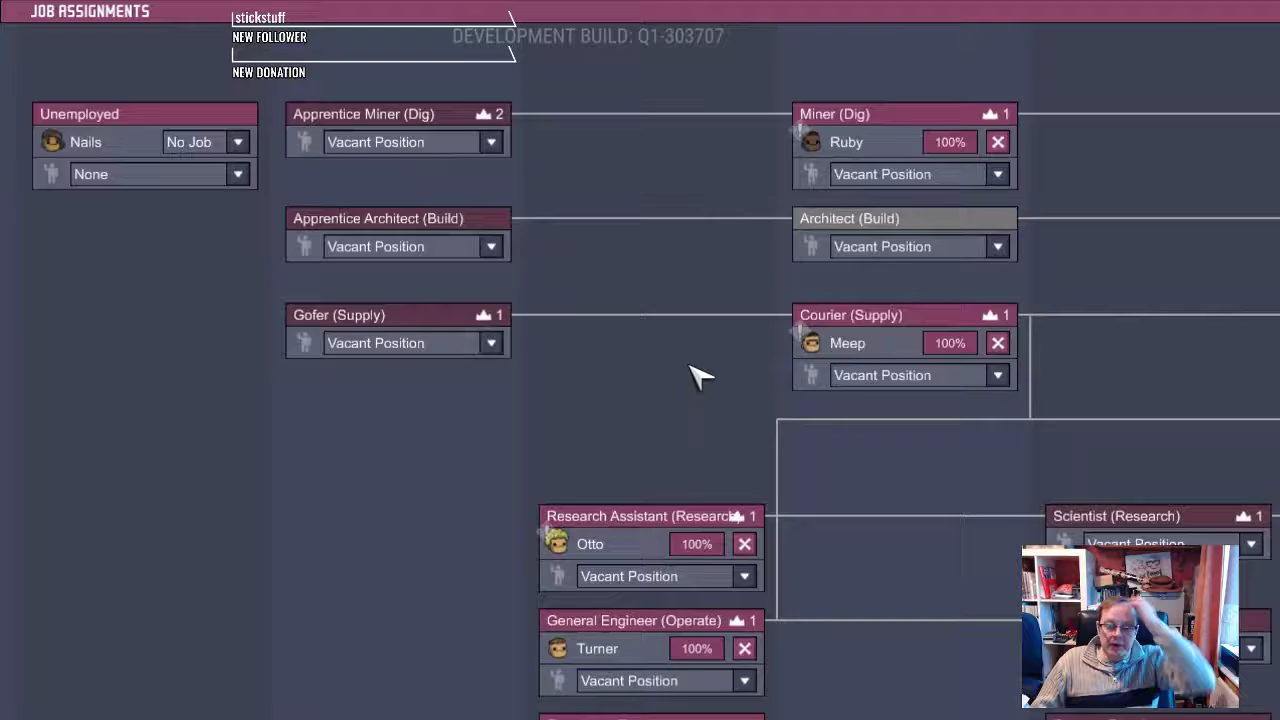 JOB ASSIGNMENTS
stickstuff
NEW FOLLOWER
DEVELOPMENT BUILD: Q1-303707
NEW DONATION
Unemployed
Nails No Job
None
Apprentice Miner (Dig) 2
Vacant Position
Miner (Dig) 1
Ruby 100%
Vacant Position
Apprentice Architect (Build)
Vacant Position
Architect (Build)
Vacant Position
Gofer (Supply) 1
Vacant Position
Courier (Supply) 1
Meep 100%
Vacant Position
Research Assistant (Research 1
Otto 100%
Vacant Position
Scientist (Research) 1
Vacant Position
General Engineer (Operate) 1
Turner 100%
Vacant Position